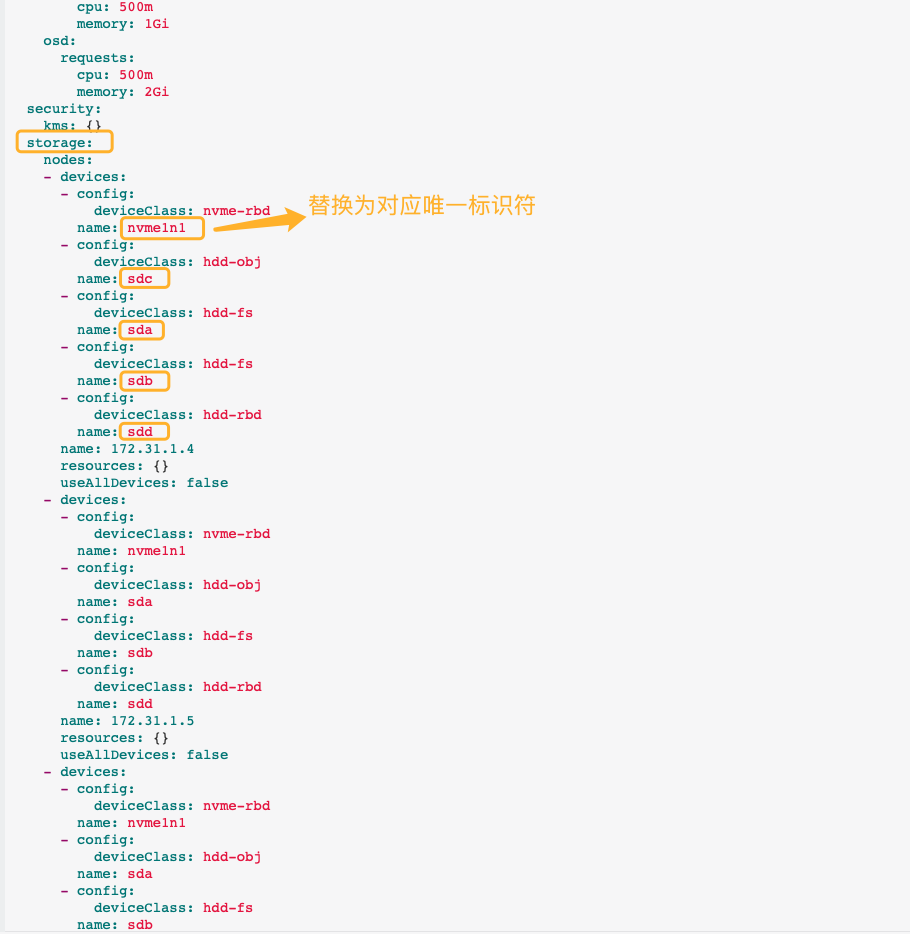 cpu: 500m
memory: 1Gi
osd:
requests:
cpu: 500m
memory: 2Gi
security:
kms: {}
storage:
nodes:
- devices:
- config:
deviceClass: nvme-rbd
替换为对应唯一标识符
name: nvme1n1
- config:
deviceClass: hdd-obj
name: sdc
- config:
deviceClass: hdd-fs
name: sda
- config:
deviceClass: hdd-fs
name: sdb
- config:
deviceClass: hdd-rbd
name: sdd
name: 172.31.1.4
resources: {}
useAllDevices: false
- devices:
- config:
deviceClass: nvme-rbd
name: nvme1n1
- config:
deviceClass: hdd-obj
name: sda
- config:
deviceClass: hdd-fs
name: sdb
- config:
deviceClass: hdd-rbd
name: sdd
name: 172.31.1.5
resources: {}
useAllDevices: false
- devices:
- config:
deviceClass: nvme-rbd
name: nvme1n1
- config:
deviceClass: hdd-obj
name: sda
- config:
deviceClass: hdd-fs
name: sdb